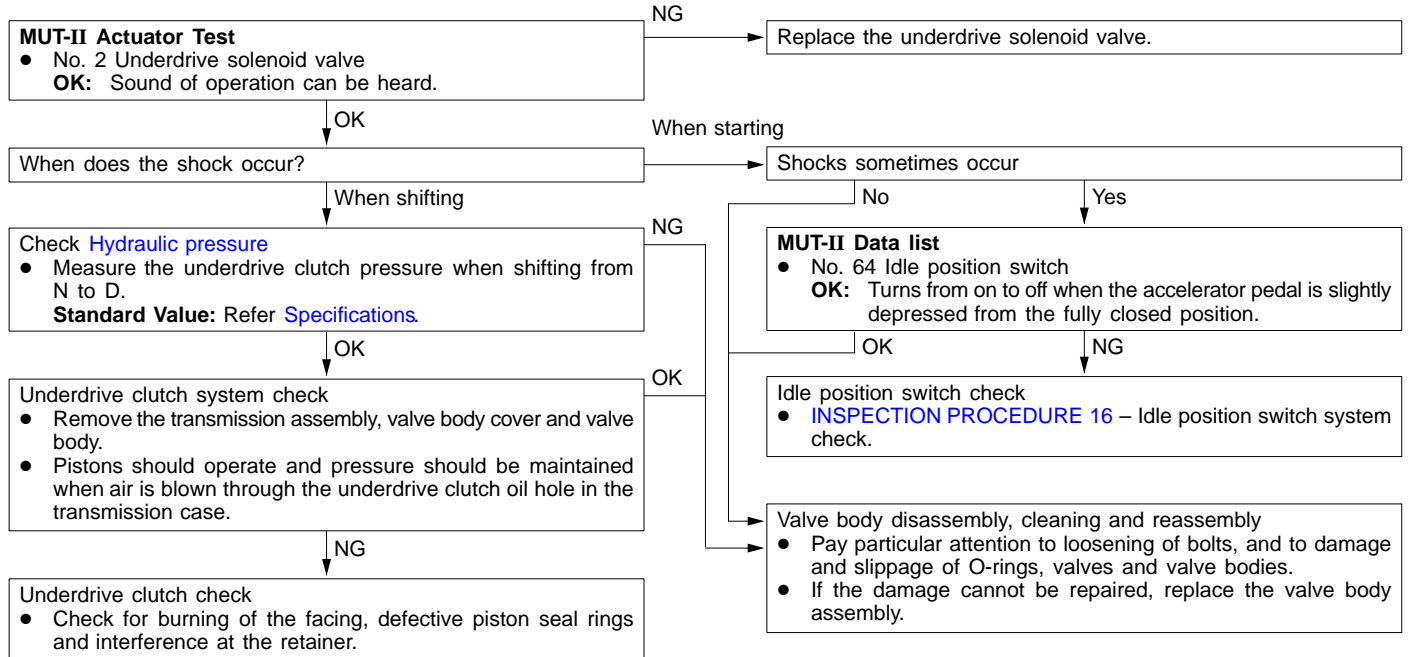 NG
MUT-II Actuator Test
● No. 2 Underdrive solenoid valve
OK: Sound of operation can be heard.
Replace the underdrive solenoid valve.
OK
When starting
When does the shock occur?
Shocks sometimes occur
When shifting
No
Yes
NG
Check Hydraulic pressure
● Measure the underdrive clutch pressure when shifting from
N to D.
Standard Value: Refer Specifications.
MUT-II Data list
● No. 64 Idle position switch
OK: Turns from on to off when the accelerator pedal is slightly
depressed from the fully closed position.
OK
OK
NG
OK
Underdrive clutch system check
● Remove the transmission assembly, valve body cover and valve
body.
● Pistons should operate and pressure should be maintained
when air is blown through the underdrive clutch oil hole in the
transmission case.
Idle position switch check
● INSPECTION PROCEDURE 16 – Idle position switch system
check.
NG
Valve body disassembly, cleaning and reassembly
● Pay particular attention to loosening of bolts, and to damage
and slippage of O-rings, valves and valve bodies.
● If the damage cannot be repaired, replace the valve body
assembly.
Underdrive clutch check
● Check for burning of the facing, defective piston seal rings
and interference at the retainer.